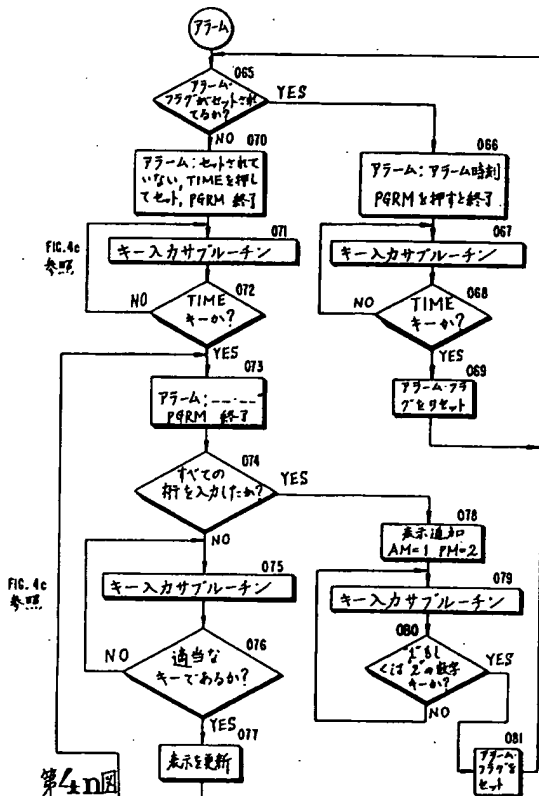 アラーム
065
アラーム・
フラグがセットされ
てるか?
YES
NO
070
アラーム:セットされて
いない,TIMEを押し
てセット,PGRM 終了
066
アラーム:アラーム時刻
PGRMを押すと終了
FIG.4c
参照
071
キー入力サブルーチン
067
キー入力サブルーチン
NO
072
TIME
キーか?
YES
NO
068
TIME
キーか?
YES
073
アラーム:__.__.__
PGRM 終了
069
アラーム・フラ
グをリセット
074
すべての
桁を入力したか?
YES
NO
078
表示追加
AM=1 PM=2
FIG.4c
参照
075
キー入力サブルーチン
079
キー入力サブルーチン
NO
076
適当な
キーであるか?
YES
080
"1"もし
くは"2"の数字
キーか?
YES
NO
077
表示を更新
081
アラーム・
フラグを
セット
第4n図